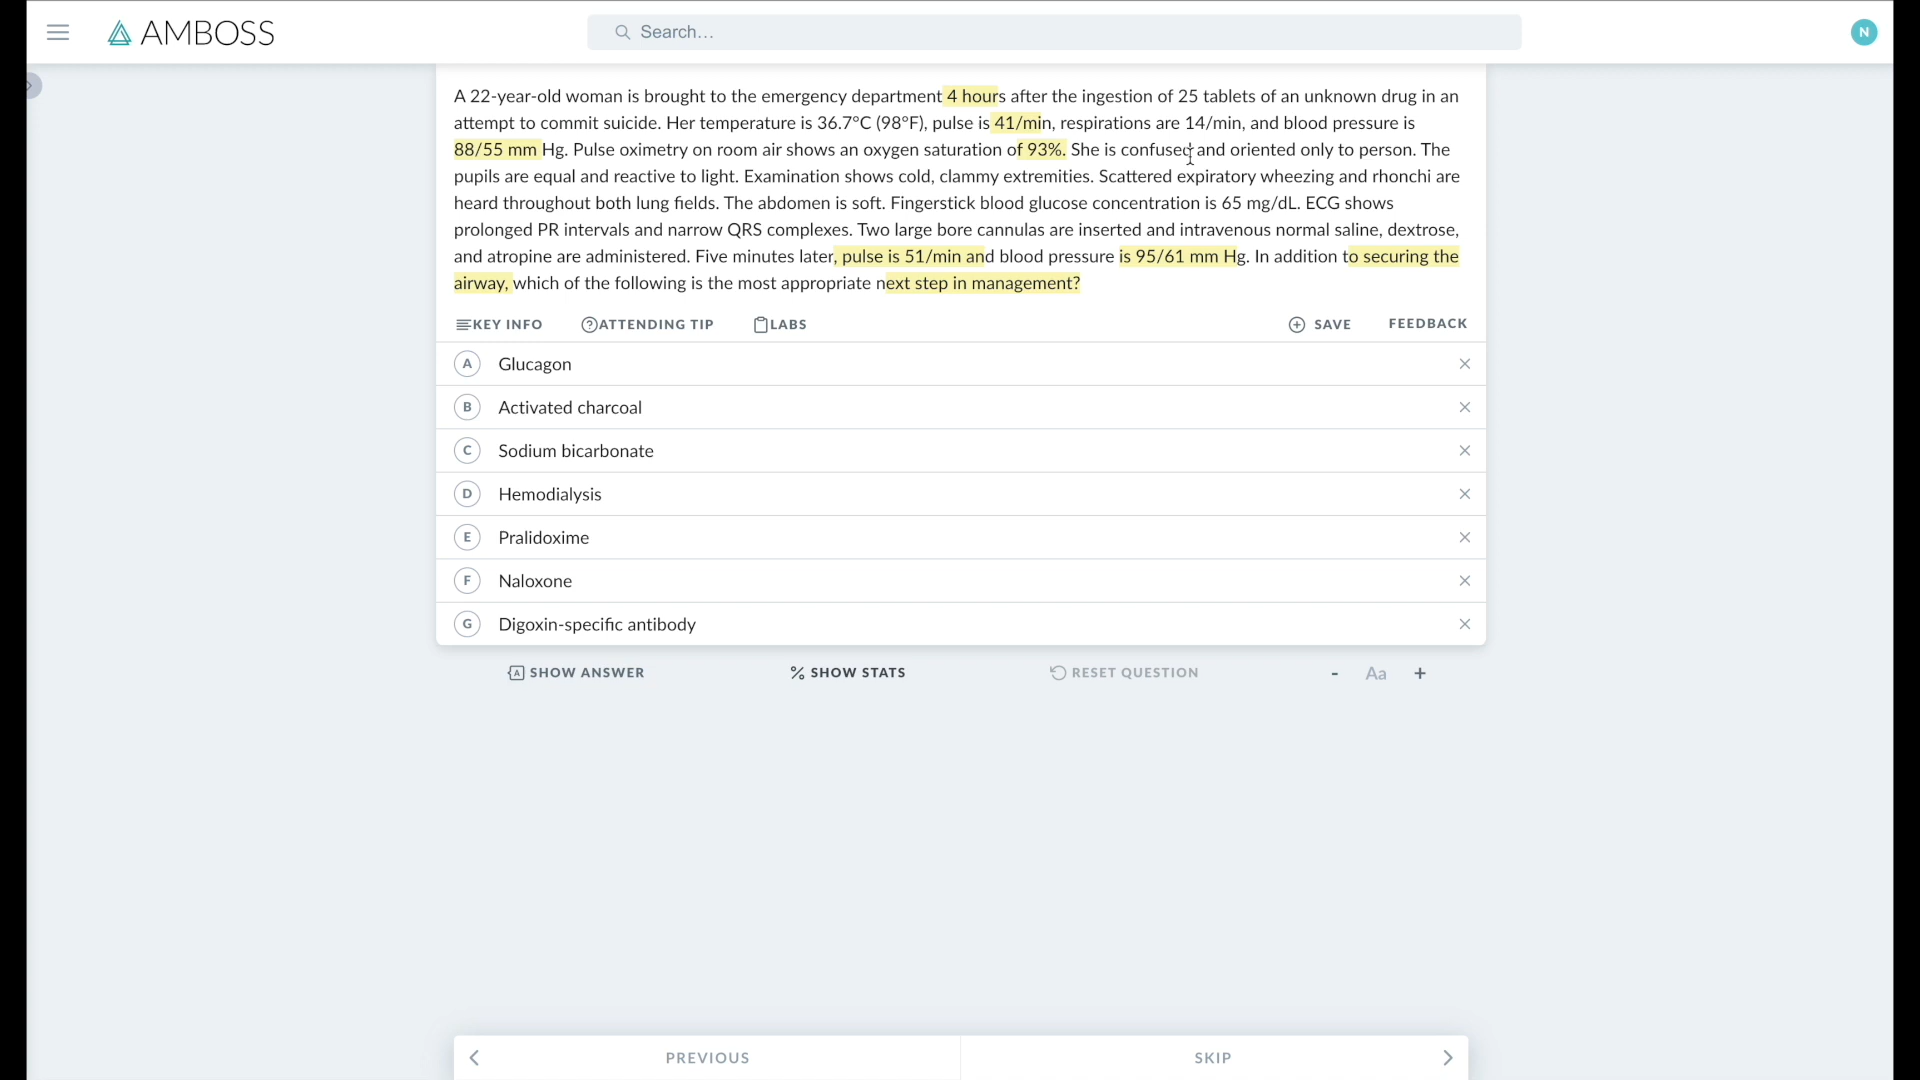 AMBOSS
Search...
N
A 22-year-old woman is brought to the emergency department 4 hours after the ingestion of 25 tablets of an unknown drug in an
attempt to commit suicide. Her temperature is 36.7°C (98°F), pulse is 41/min, respirations are 14/min, and blood pressure is
88/55 mm Hg. Pulse oximetry on room air shows an oxygen saturation of 93%. She is confused and oriented only to person. The
pupils are equal and reactive to light. Examination shows cold, clammy extremities. Scattered expiratory wheezing and rhonchi are
heard throughout both lung fields. The abdomen is soft. Fingerstick blood glucose concentration is 65 mg/dL. ECG shows
prolonged PR intervals and narrow QRS complexes. Two large bore cannulas are inserted and intravenous normal saline, dextrose,
and atropine are administered. Five minutes later, pulse is 51/min and blood pressure is 95/61 mm Hg. In addition to securing the
airway, which of the following is the most appropriate next step in management?
KEY INFO ATTENDING TIP LABS SAVE FEEDBACK
A Glucagon
B Activated charcoal
C Sodium bicarbonate
D Hemodialysis
E Pralidoxime
F Naloxone
G Digoxin-specific antibody
A SHOW ANSWER % SHOW STATS RESET QUESTION - Aa +
PREVIOUS SKIP